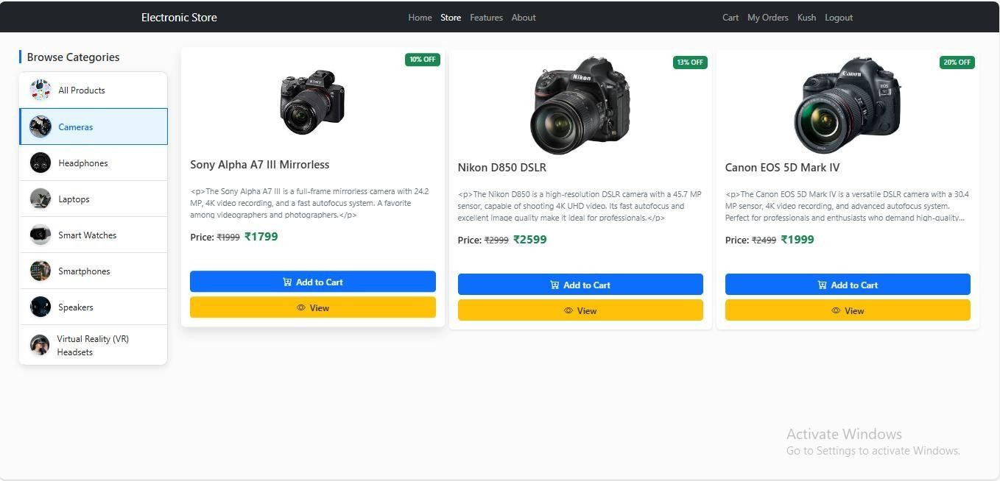 Electronic Store
Home Store Features About
Cart My Orders Kush Logout
Browse Categories
All Products
Cameras
Headphones
Laptops
Smart Watches
Smartphones
Speakers
Virtual Reality (VR)
Headsets
10% OFF
SONY
Sony Alpha A7 III Mirrorless
<p>The Sony Alpha A7 III is a full-frame mirrorless camera with 24.2
MP, 4K video recording, and a fast autofocus system. A favorite
among videographers and photographers.</p>
Price: ₹1999 ₹1799
Add to Cart
View
13% OFF
Nikon
Nikon D850 DSLR
<p>The Nikon D850 is a high-resolution DSLR camera with a 45.7 MP
sensor, capable of shooting 4K UHD video. Its fast autofocus and
excellent image quality make it ideal for professionals.</p>
Price: ₹2999 ₹2599
Add to Cart
View
20% OFF
Canon
EOS
5D
Canon EOS 5D Mark IV
<p>The Canon EOS 5D Mark IV is a versatile DSLR camera with a 30.4
MP sensor, 4K video recording, and advanced autofocus system.
Perfect for professionals and enthusiasts who demand high-quality...
Price: ₹2499 ₹1999
Add to Cart
View
Activate Windows
Go to Settings to activate Windows.